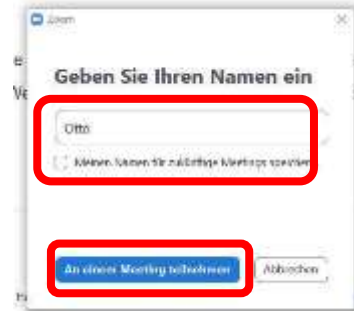 Zoom
Geben Sie Ihren Namen ein
Otto
Meinen Namen für zukünftige Meetings speichern
An einem Meeting teilnehmen
Abbrechen